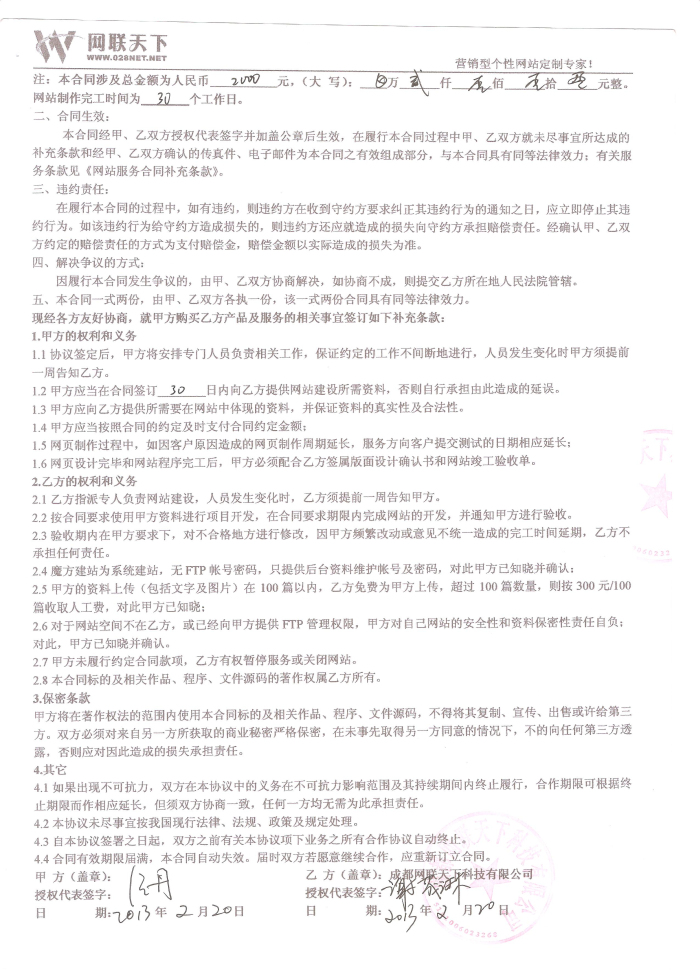 网联天下
WWW.028NET.NET
营销型个性网站定制专家！
注：本合同涉及总金额为人民币 2000 元，（大 写）： 万 贰 仟 佰 拾 元整。
网站制作完工时间为 30 个工作日。
二、合同生效：
本合同经甲、乙双方授权代表签字并加盖公章后生效，在履行本合同过程中甲、乙双方就未尽事宜所达成的
补充条款和经甲、乙双方确认的传真件、电子邮件为本合同之有效组成部分，与本合同具有同等法律效力；有关服
务条款见《网站服务合同补充条款》。
三、违约责任：
在履行本合同的过程中，如有违约，则违约方在收到守约方要求纠正其违约行为的通知之日，应立即停止其违
约行为。如该违约行为给守约方造成损失的，则违约方还应就造成的损失向守约方承担赔偿责任。经确认甲、乙双
方约定的赔偿责任的方式为支付赔偿金，赔偿金额以实际造成的损失为准。
四、解决争议的方式：
因履行本合同发生争议的，由甲、乙双方协商解决，如协商不成，则提交乙方所在地人民法院管辖。
五、本合同一式两份，由甲、乙双方各执一份，该一式两份合同具有同等法律效力。
现经各方友好协商，就甲方购买乙方产品及服务的相关事宜签订如下补充条款：
1.甲方的权利和义务
1.1 协议签定后，甲方将安排专门人员负责相关工作，保证约定的工作不间断地进行，人员发生变化时甲方须提前
一周告知乙方。
1.2 甲方应当在合同签订 30 日内向乙方提供网站建设所需资料，否则自行承担由此造成的延误。
1.3 甲方应向乙方提供所需要在网站中体现的资料，并保证资料的真实性及合法性。
1.4 甲方应当按照合同的约定及时支付合同约定金额；
1.5 网页制作过程中，如因客户原因造成的网页制作周期延长，服务方向客户提交测试的日期相应延长；
1.6 网页设计完毕和网站程序完工后，甲方必须配合乙方签属版面设计确认书和网站竣工验收单。
2.乙方的权利和义务
2.1 乙方指派专人负责网站建设，人员发生变化时，乙方须提前一周告知甲方。
2.2 按合同要求使用甲方资料进行项目开发，在合同要求期限内完成网站的开发，并通知甲方进行验收。
2.3 验收期内在甲方要求下，对不合格地方进行修改，因甲方频繁改动或意见不统一造成的完工时间延期，乙方不
承担任何责任。
2.4 魔方建站为系统建站，无 FTP 帐号密码，只提供后台资料维护帐号及密码，对此甲方已知晓并确认；
2.5 甲方的资料上传（包括文字及图片）在 100 篇以内，乙方免费为甲方上传，超过 100 篇数量，则按 300 元/100
篇收取人工费，对此甲方已知晓；
2.6 对于网站空间不在乙方，或已经向甲方提供 FTP 管理权限，甲方对自己网站的安全性和资料保密性责任自负；
对此，甲方已知晓并确认。
2.7 甲方未履行约定合同款项，乙方有权暂停服务或关闭网站。
2.8 本合同标的及相关作品、程序、文件源码的著作权属乙方所有。
3.保密条款
甲方将在著作权法的范围内使用本合同标的及相关作品、程序、文件源码，不得将其复制、宣传、出售或许给第三
方。双方必须对来自另一方所获取的商业秘密严格保密，在未事先取得另一方同意的情况下，不的向任何第三方透
露，否则应对因此造成的损失承担责任。
4.其它
4.1 如果出现不可抗力，双方在本协议中的义务在不可抗力影响范围及其持续期间内终止履行，合作期限可根据终
止期限而作相应延长，但须双方协商一致，任何一方均无需为此承担责任。
4.2 本协议未尽事宜按我国现行法律、法规、政策及规定处理。
4.3 自本协议签署之日起，双方之前有关本协议项下业务之所有合作协议自动终止。
4.4 合同有效期限届满，本合同自动失效。届时双方若愿意继续合作，应重新订立合同。
甲 方（盖章）： 乙 方（盖章）：成都网联天下科技有限公司
授权代表签字： 授权代表签字：
日 期：2013 年 2 月 20 日 日 期：2013 年 2 月 20 日